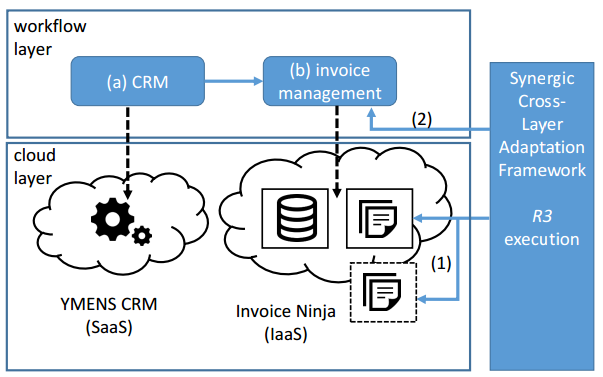 workflow
layer
(a) CRM
(b) invoice
management
(2)
cloud
layer
YMENS CRM
(SaaS)
Invoice Ninja
(IaaS)
(1)
Synergic
Cross-
Layer
Adaptation
Framework
R3
execution